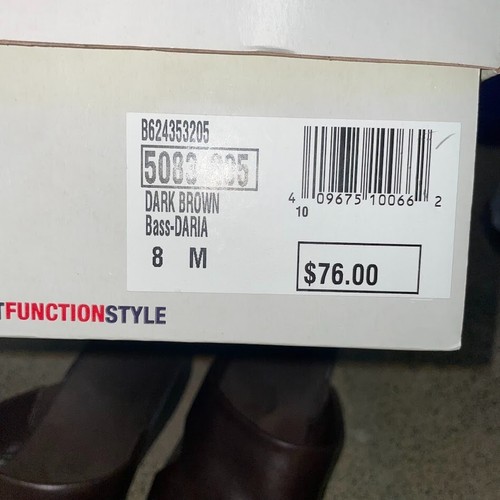 B624353205
DARK BROWN
Bass-DARIA
8 M
4 09675 10066 2
10
$76.00
FUNCTIONSTYLE